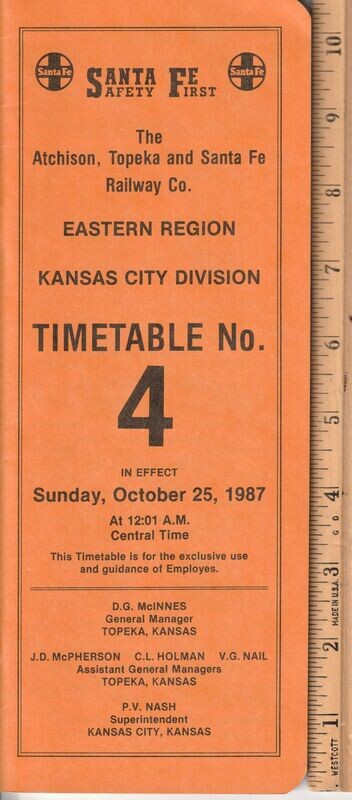 Santa Fe
Santa Fe
SANTA FE
SAFETY FIRST
The
Atchison, Topeka and Santa Fe
Railway Co.
EASTERN REGION
KANSAS CITY DIVISION
TIMETABLE No.
4
IN EFFECT
Sunday, October 25, 1987
At 12:01 A.M.
Central Time
This Timetable is for the exclusive use
and guidance of Employes.
D.G. McINNES
General Manager
TOPEKA, KANSAS
J.D. McPHERSON C.L. HOLMAN V.G. NAIL
Assistant General Managers
TOPEKA, KANSAS
P.V. NASH
Superintendent
KANSAS CITY, KANSAS
WESTCOTT
MADE IN U.S.A.
1
2
3
4
5
6
7
8
9
10